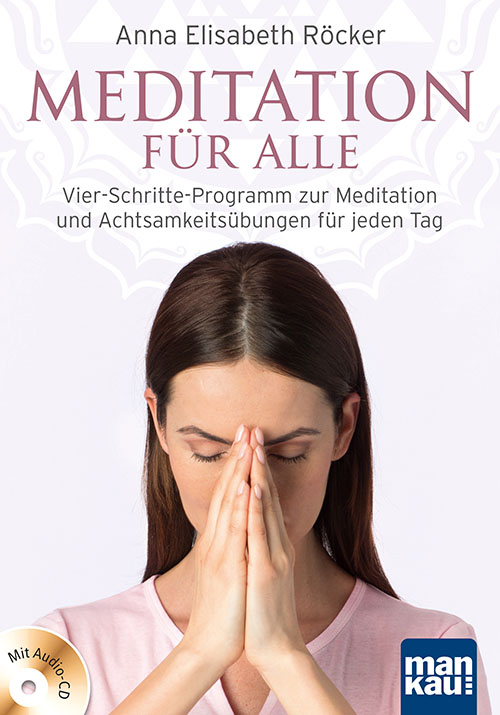 Anna Elisabeth Röcker
MEDITATION
FÜR ALLE
Vier-Schritte-Programm zur Meditation
und Achtsamkeitsübungen für jeden Tag
Mit Audio-CD
man
kau!